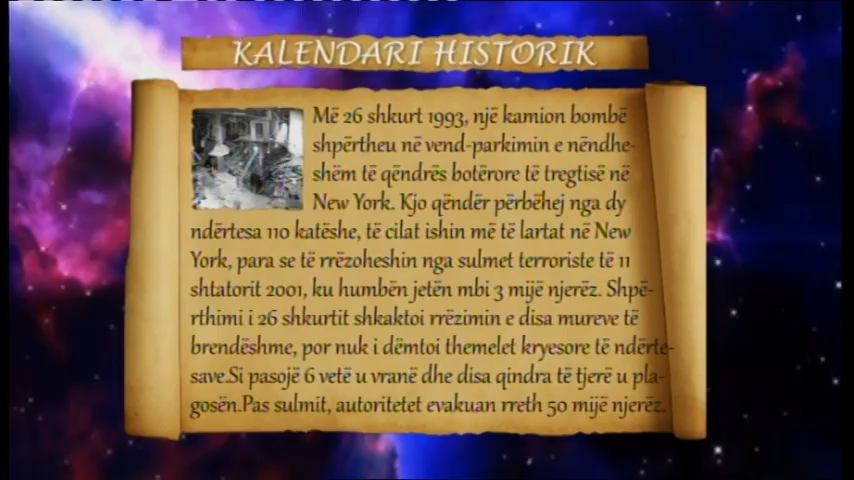 KALENDARI HISTORIK
Më 26 shkurt 1993, një kamion bombë
shpërtheu në vend-parkimin e nëndhe-
shëm të qëndrës botërore të tregtisë në
New York. Kjo qëndër përbëhej nga dy
ndërtesa 110 katëshe, të cilat ishin më të lartat në New
York, para se të rrëzoheshin nga sulmet terroriste të 11
shtatorit 2001, ku humbën jetën mbi 3 mijë njerëz. Shpë-
rthimi i 26 shkurtit shkaktoi rrëzimin e disa mureve të
brendëshme, por nuk i dëmtoi themelet kryesore të ndërte-
save.Si pasojë 6 vetë u vranë dhe disa qindra të tjerë u pla-
gosën.Pas sulmit, autoritetet evakuan rreth 50 mijë njerëz.